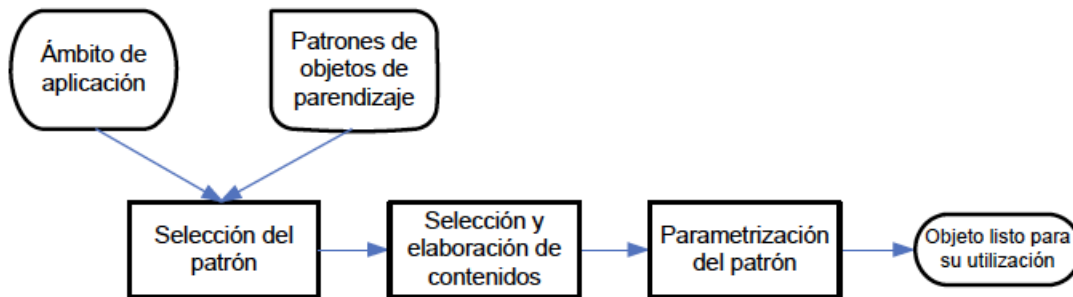 Ámbito de
aplicación
Patrones de
objetos de
parendizaje
Selección del
patrón
Selección y
elaboración de
contenidos
Parametrización
del patrón
Objeto listo para
su utilización